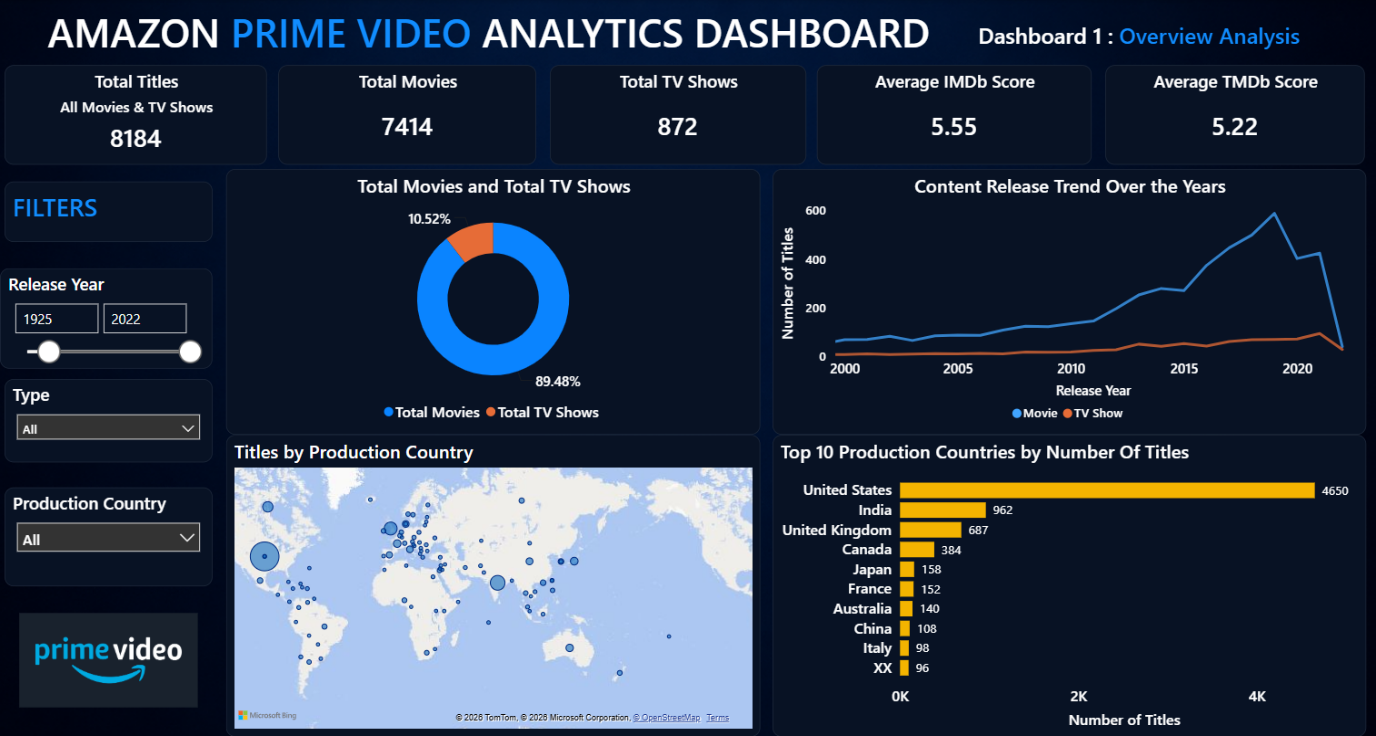 AMAZON PRIME VIDEO ANALYTICS DASHBOARD
Dashboard 1 : Overview Analysis
Total Titles
All Movies & TV Shows
8184
Total Movies
7414
Total TV Shows
872
Average IMDb Score
5.55
Average TMDb Score
5.22
FILTERS
Release Year
1925
2022
Type
All
Production Country
All
prime video
Total Movies and Total TV Shows
10.52%
89.48%
Total Movies
Total TV Shows
Content Release Trend Over the Years
Number of Titles
600
400
200
0
2000
2005
2010
2015
2020
Release Year
Movie
TV Show
Titles by Production Country
Microsoft Bing
© 2026 TomTom, © 2026 Microsoft Corporation, © OpenStreetMap Terms
Top 10 Production Countries by Number Of Titles
United States 4650
India 962
United Kingdom 687
Canada 384
Japan 158
France 152
Australia 140
China 108
Italy 98
XX 96
0K
2K
4K
Number of Titles